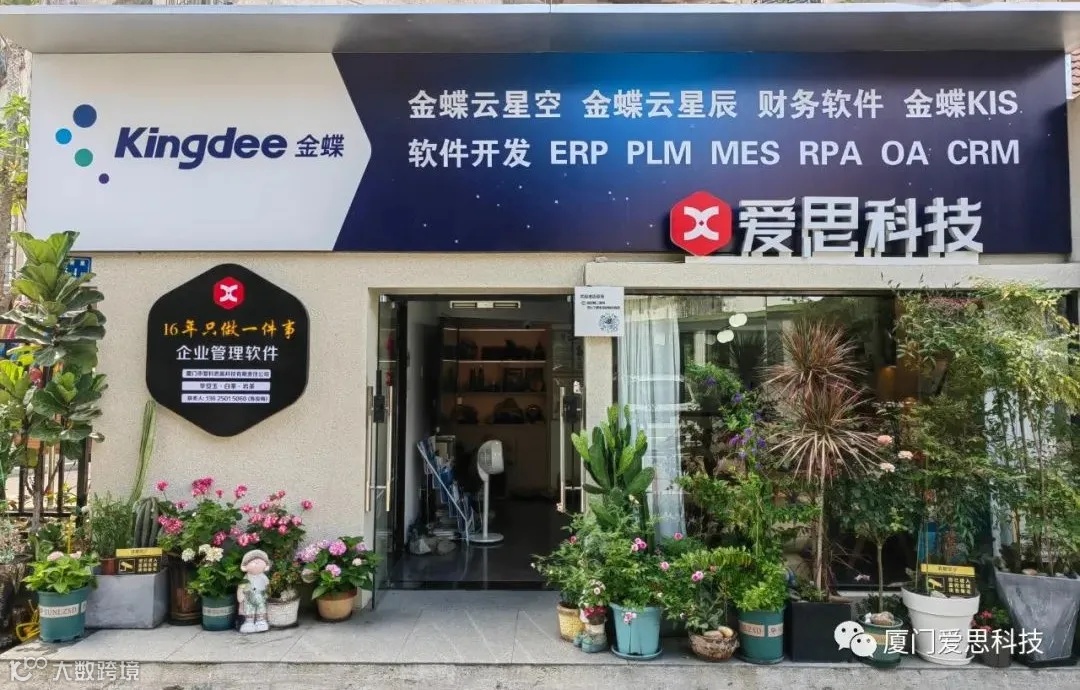 Kingdee 金蝶
金蝶云星空 金蝶云星辰 财务软件 金蝶KIS
软件开发 ERP PLM MES RPA OA CRM
爱思科技
16年只做一件事
企业管理软件
厦门爱思科技
大数跨境